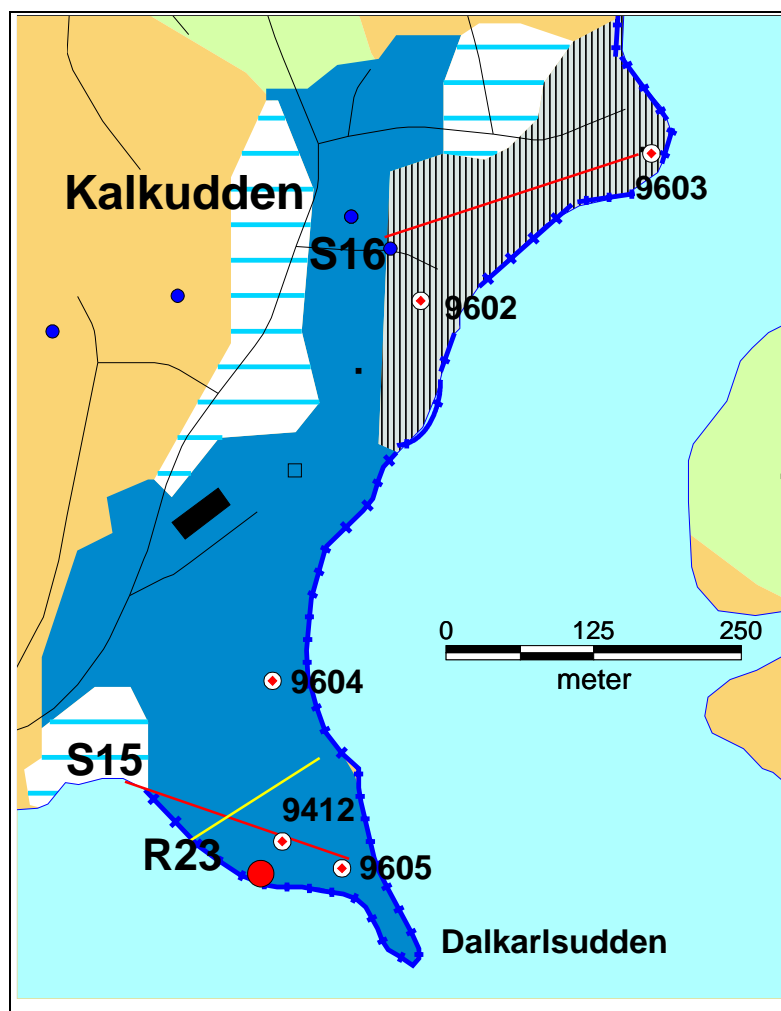 Kalkudden
9603
S16
9602
0 125 250
meter
9604
S15
9412
R23
9605
Dalkarlsudden